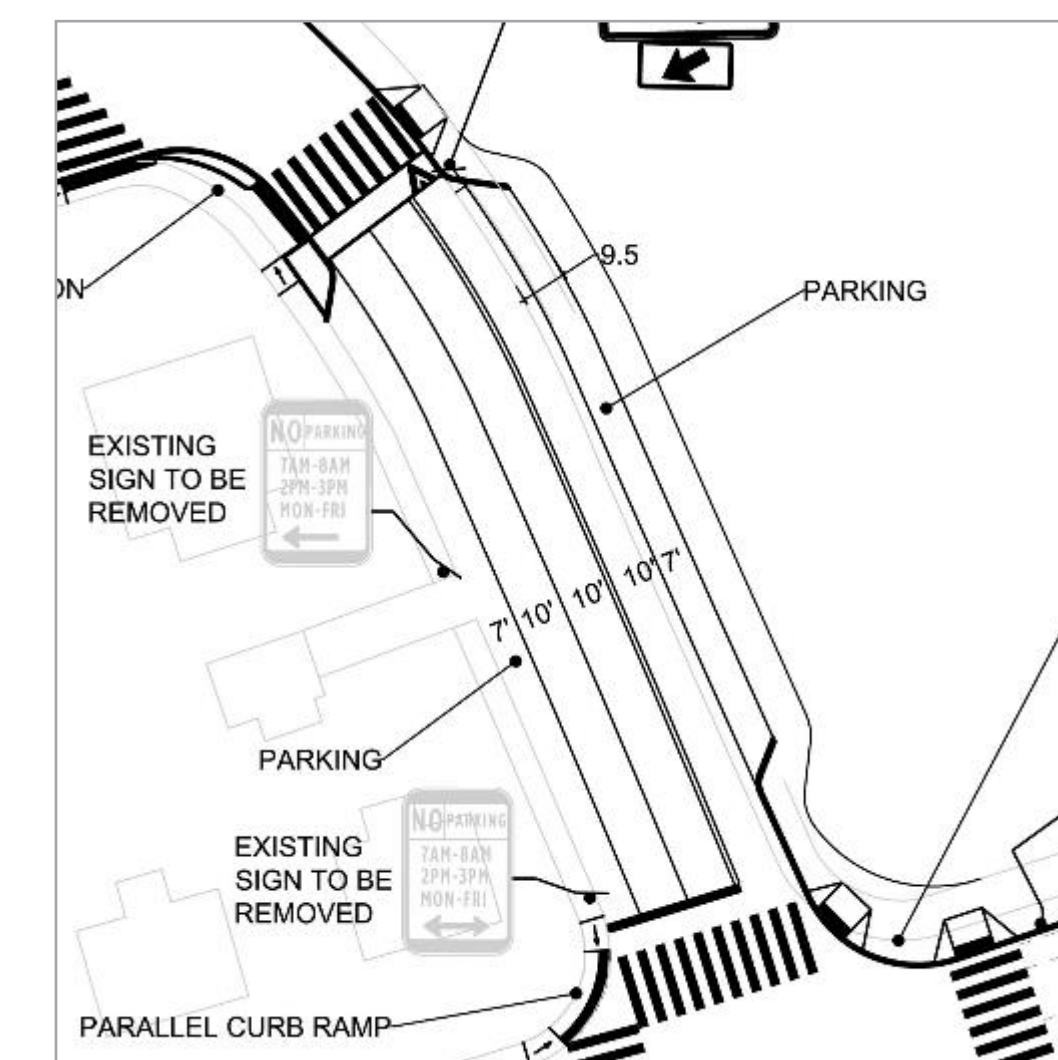 9.5
ON
PARKING
EXISTING
SIGN TO BE
REMOVED
NO PARKING
7AM-8AM
2PM-3PM
MON-FRI
7' 10' 10' 10' 7'
PARKING
EXISTING
SIGN TO BE
REMOVED
NO PARKING
7AM-8AM
2PM-3PM
MON-FRI
PARALLEL CURB RAMP